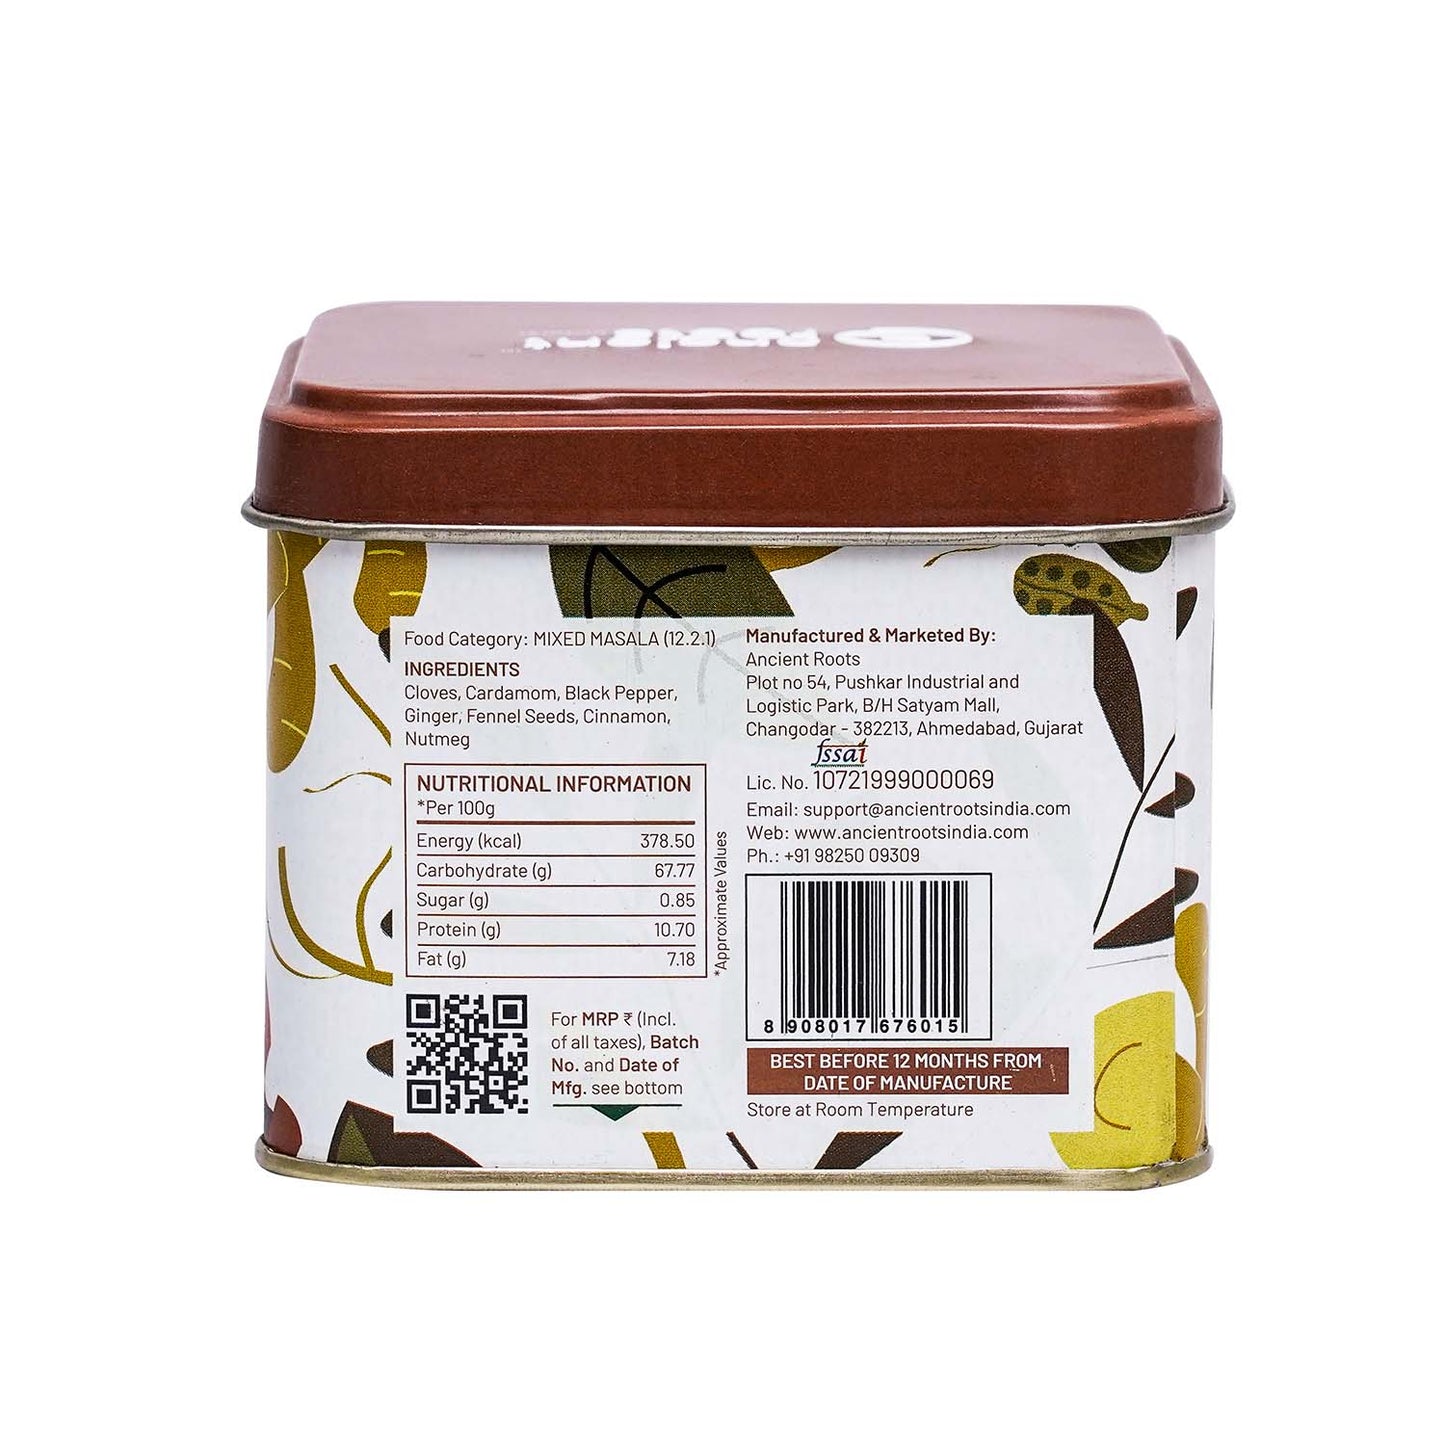 Ancient
Roots
Food Category: MIXED MASALA (12.2.1)
INGREDIENTS
Cloves, Cardamom, Black Pepper,
Ginger, Fennel Seeds, Cinnamon,
Nutmeg
NUTRITIONAL INFORMATION
*Per 100g
Energy (kcal) 378.50
Carbohydrate (g) 67.77
Sugar (g) 0.85
Protein (g) 10.70
Fat (g) 7.18
*Approximate Values
For MRP ₹ (Incl.
of all taxes), Batch
No. and Date of
Mfg. see bottom
Manufactured & Marketed By:
Ancient Roots
Plot no 54, Pushkar Industrial and
Logistic Park, B/H Satyam Mall,
Changodar - 382213, Ahmedabad, Gujarat
fssai
Lic. No. 10721999000069
Email: support@ancientrootsindia.com
Web: www.ancientrootsindia.com
Ph.: +91 98250 09309
8 908017 676015
BEST BEFORE 12 MONTHS FROM
DATE OF MANUFACTURE
Store at Room Temperature